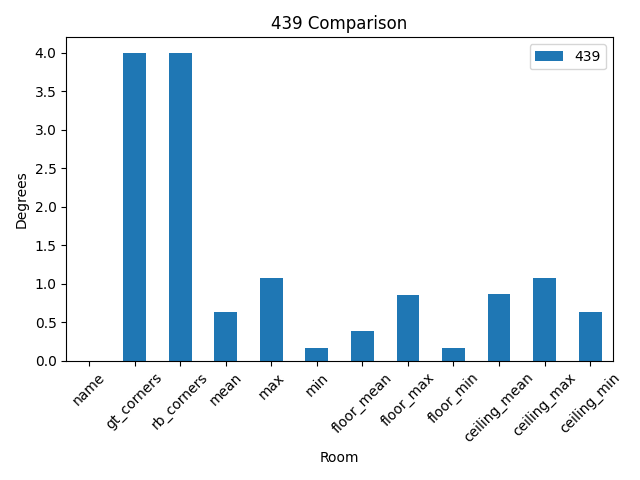 439 Comparison
439
Degrees
4.0
3.5
3.0
2.5
2.0
1.5
1.0
0.5
0.0
name
gt_corners
rb_corners
mean
max
min
floor_mean
floor_max
floor_min
ceiling_mean
ceiling_max
ceiling_min
Room